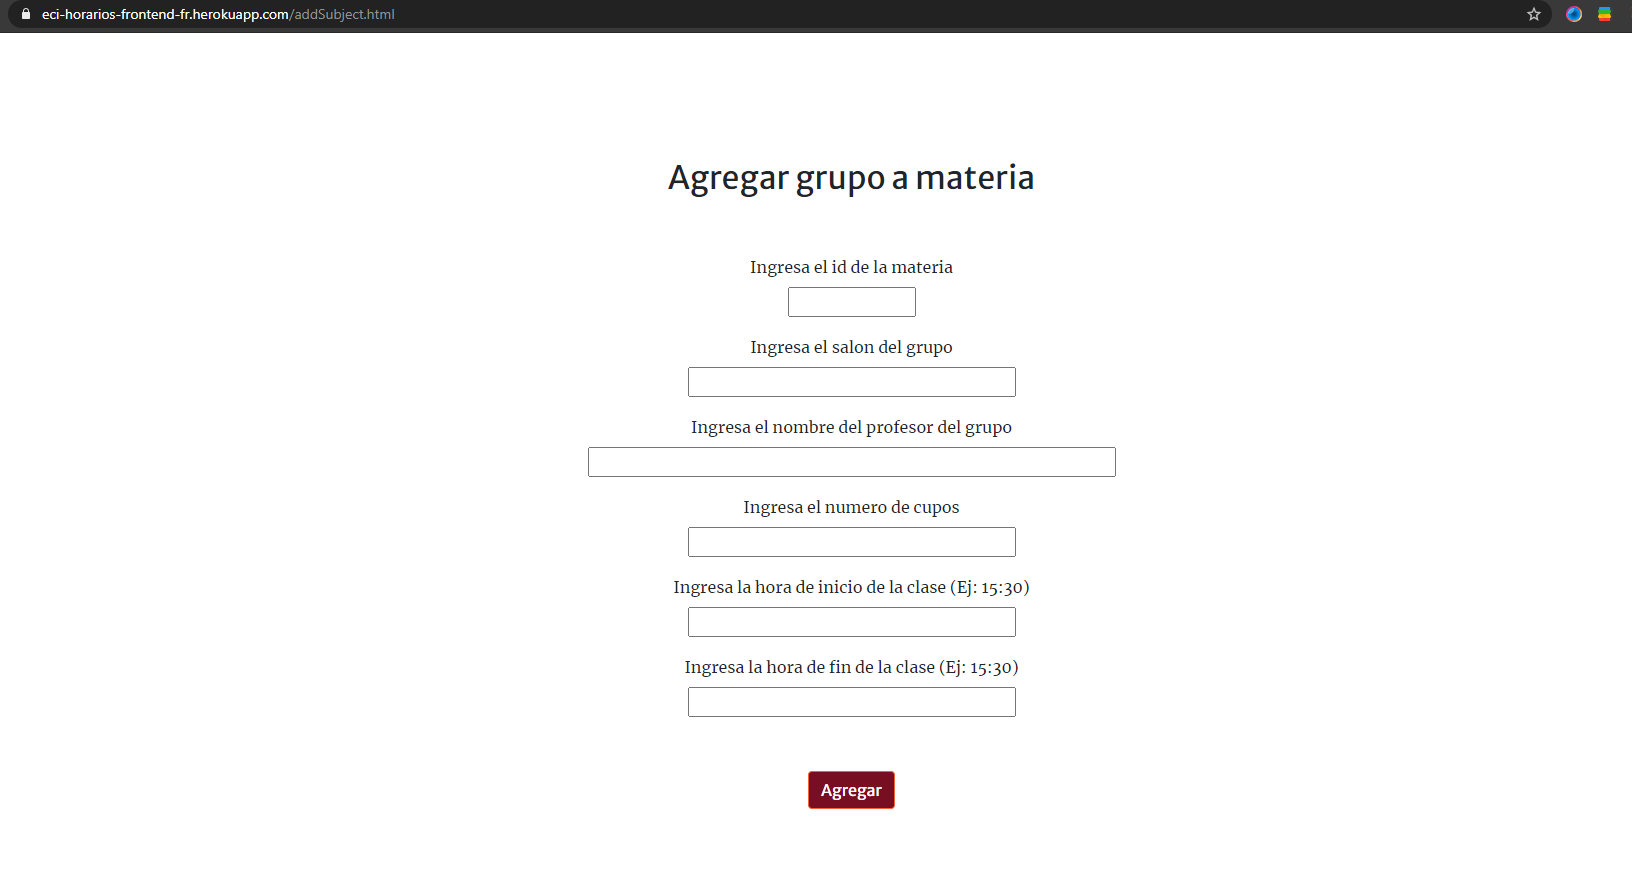 eci-horarios-frontend-fr.herokuapp.com/addSubject.html
Agregar grupo a materia
Ingresa el id de la materia
Ingresa el salon del grupo
Ingresa el nombre del profesor del grupo
Ingresa el numero de cupos
Ingresa la hora de inicio de la clase (Ej: 15:30)
Ingresa la hora de fin de la clase (Ej: 15:30)
Agregar